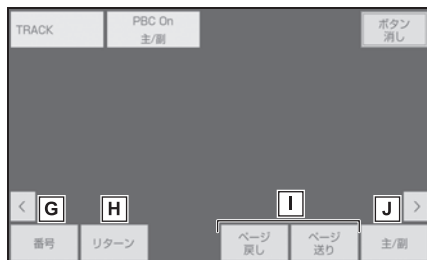 TRACK
PBC On
主/副
ボタン
消し
<
G
H
I
J
>
番号
リターン
ページ
戻し
ページ
送り
主/副